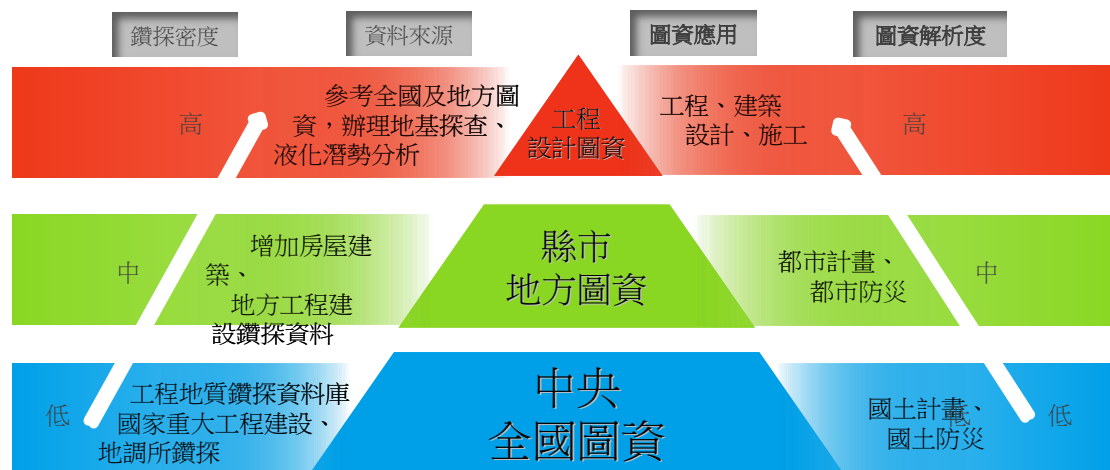 鑽探密度
資料來源
圖資應用
圖資解析度
高
參考全國及地方圖
資，辦理地基探查、
液化潛勢分析
工程
設計圖資
工程、建築
設計、施工
高
中
增加房屋建
築、
地方工程建
設鑽探資料
縣市
地方圖資
都市計畫、
都市防災
中
低
工程地質鑽探資料庫
國家重大工程建設、
地調所鑽探
中央
全國圖資
國土計畫、
國土防災
低
低